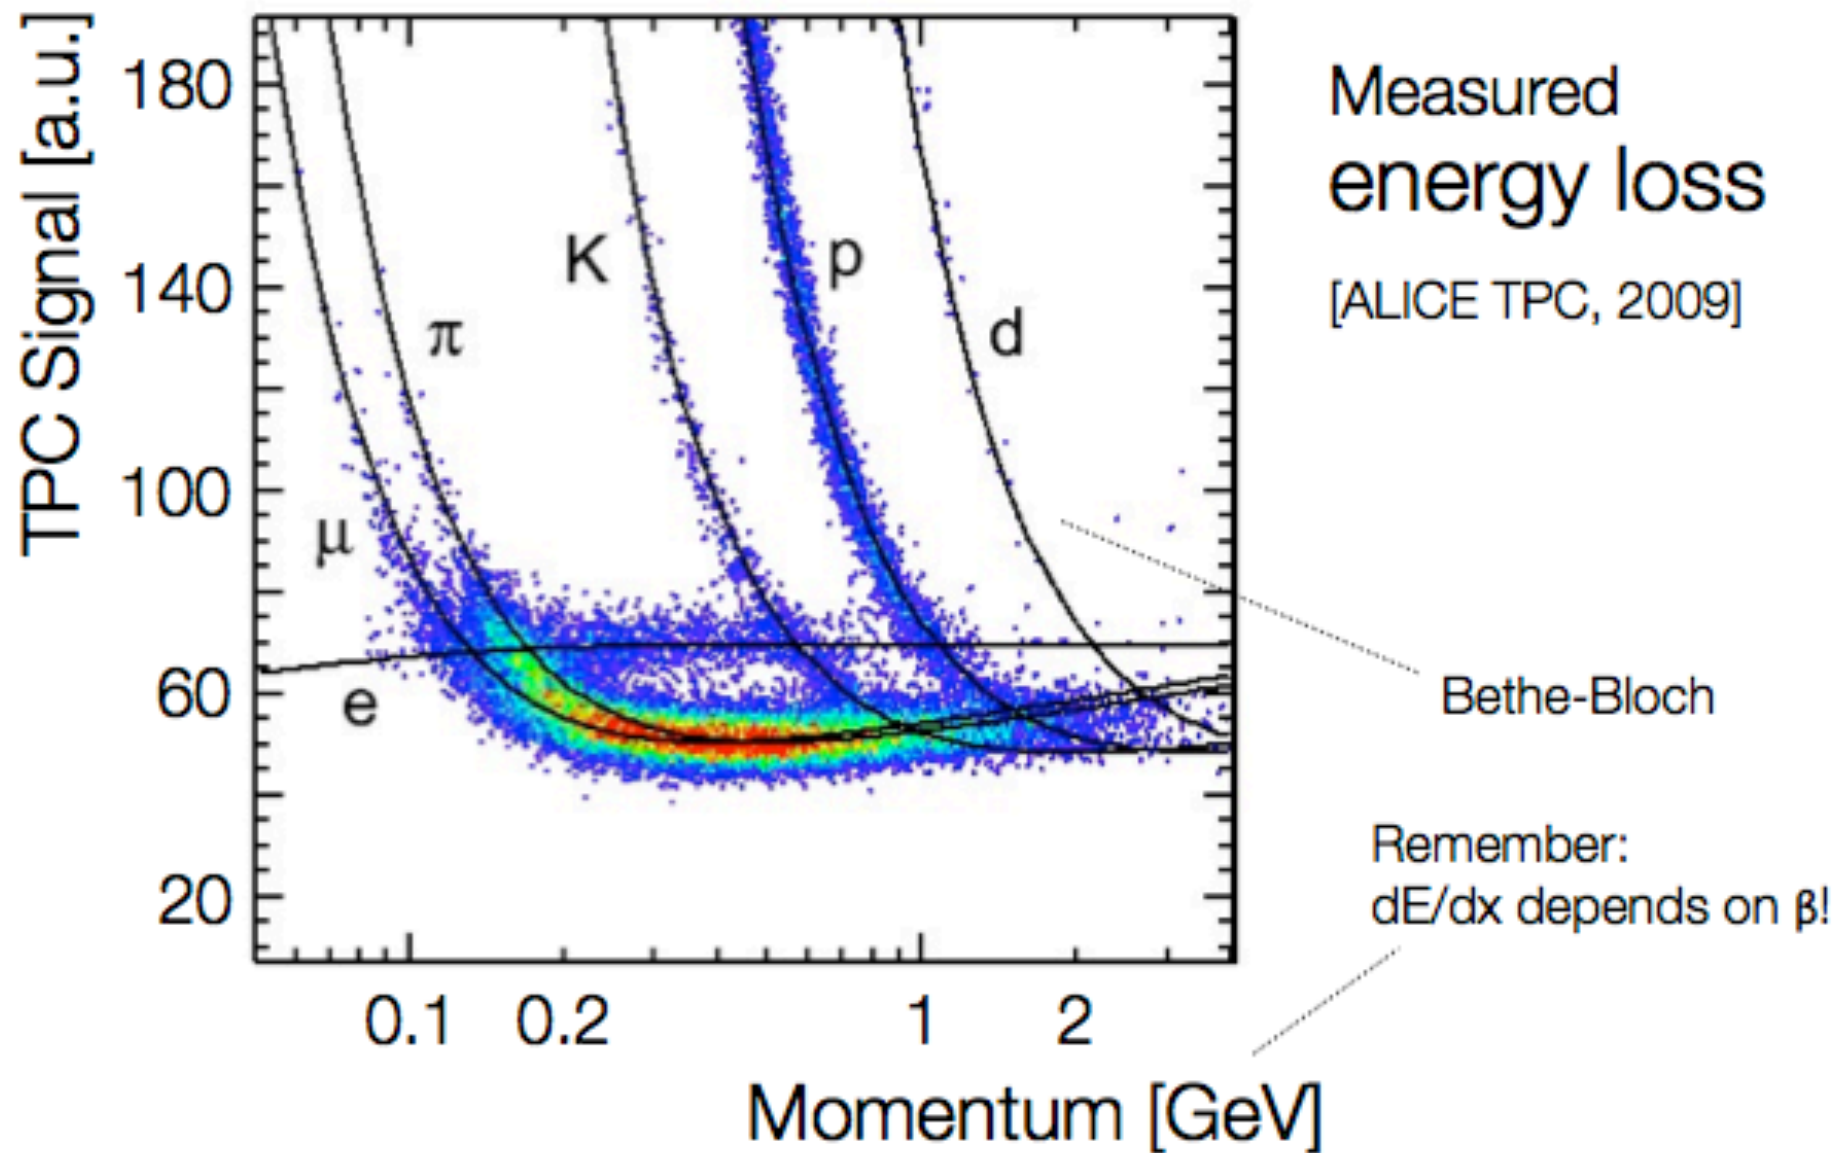 TPC Signal [a.u.]
180
140
100
60
20
μ
π
e
K
p
d
0.1
0.2
1
2
Momentum [GeV]
Measured
energy loss
[ALICE TPC, 2009]
Bethe-Bloch
Remember:
dE/dx depends on β!